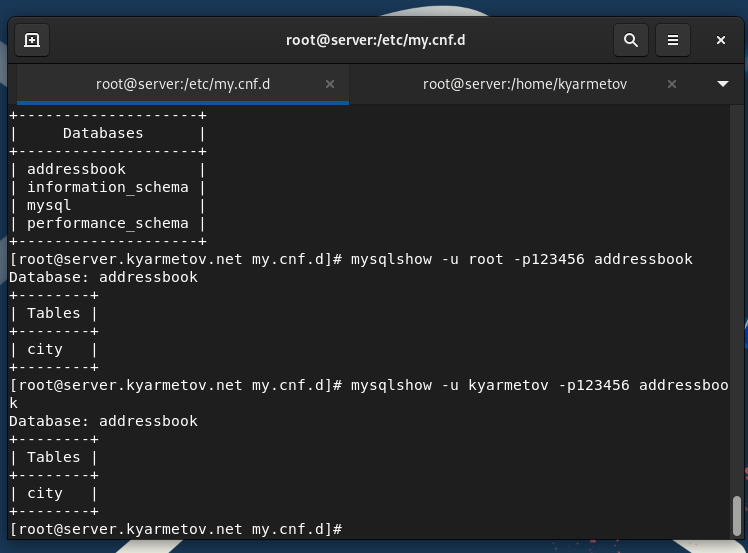 root@server:/etc/my.cnf.d
root@server:/etc/my.cnf.d
root@server:/home/kyarmetov
+--------------------+
|     Databases      |
+--------------------+
| addressbook        |
| information_schema |
| mysql              |
| performance_schema |
+--------------------+
[root@server.kyarmetov.net my.cnf.d]# mysqlshow -u root -p123456 addressbook
Database: addressbook
+--------+
| Tables |
+--------+
| city   |
+--------+
[root@server.kyarmetov.net my.cnf.d]# mysqlshow -u kyarmetov -p123456 addressboo
k
Database: addressbook
+--------+
| Tables |
+--------+
| city   |
+--------+
[root@server.kyarmetov.net my.cnf.d]#